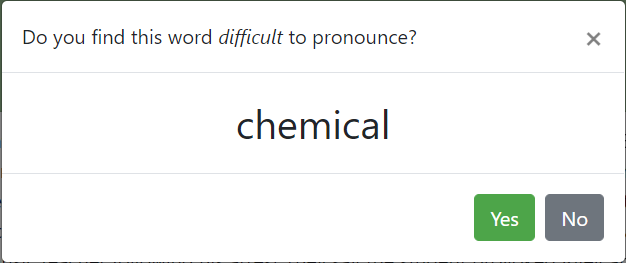 Do you find this word difficult to pronounce? ×
chemical
Yes No